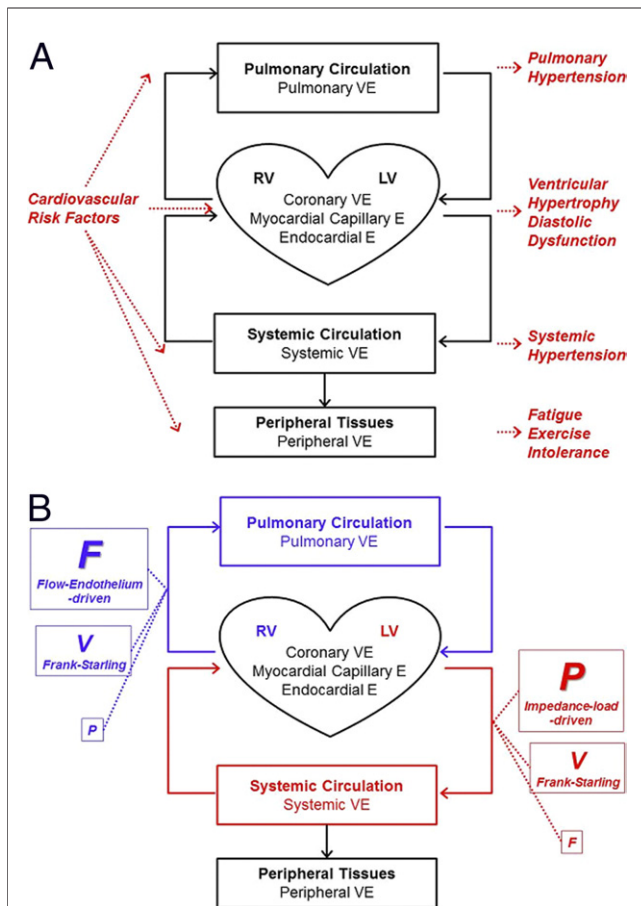 A
Pulmonary Circulation
Pulmonary VE
Pulmonary
Hypertension
RV
LV
Coronary VE
Myocardial Capillary E
Endocardial E
Cardiovascular
Risk Factors
Ventricular
Hypertrophy
Diastolic
Dysfunction
Systemic Circulation
Systemic VE
Systemic
Hypertension
Peripheral Tissues
Peripheral VE
Fatigue
Exercise
Intolerance
B
Pulmonary Circulation
Pulmonary VE
F
Flow-Endothelium
-driven
V
Frank-Starling
P
RV
LV
Coronary VE
Myocardial Capillary E
Endocardial E
P
Impedance-load
-driven
V
Frank-Starling
F
Systemic Circulation
Systemic VE
Peripheral Tissues
Peripheral VE